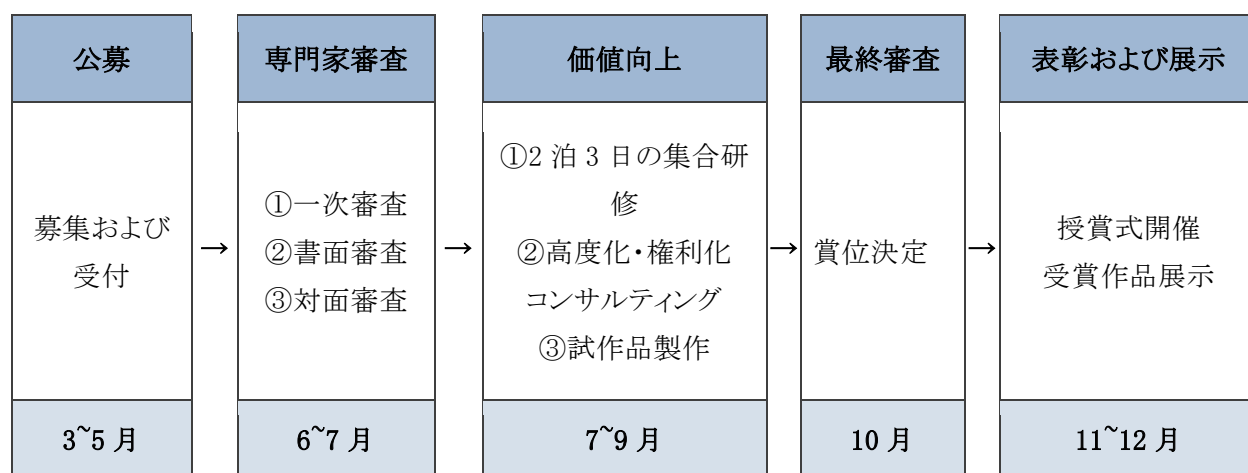 公募
募集および
受付
3~5 月
→
専門家審査
①一次審査
②書面審査
③対面審査
6~7 月
→
価値向上
①2 泊 3 日の集合研
修
②高度化・権利化
コンサルティング
③試作品製作
7~9 月
→
最終審査
賞位決定
10 月
→
表彰および展示
授賞式開催
受賞作品展示
11~12 月